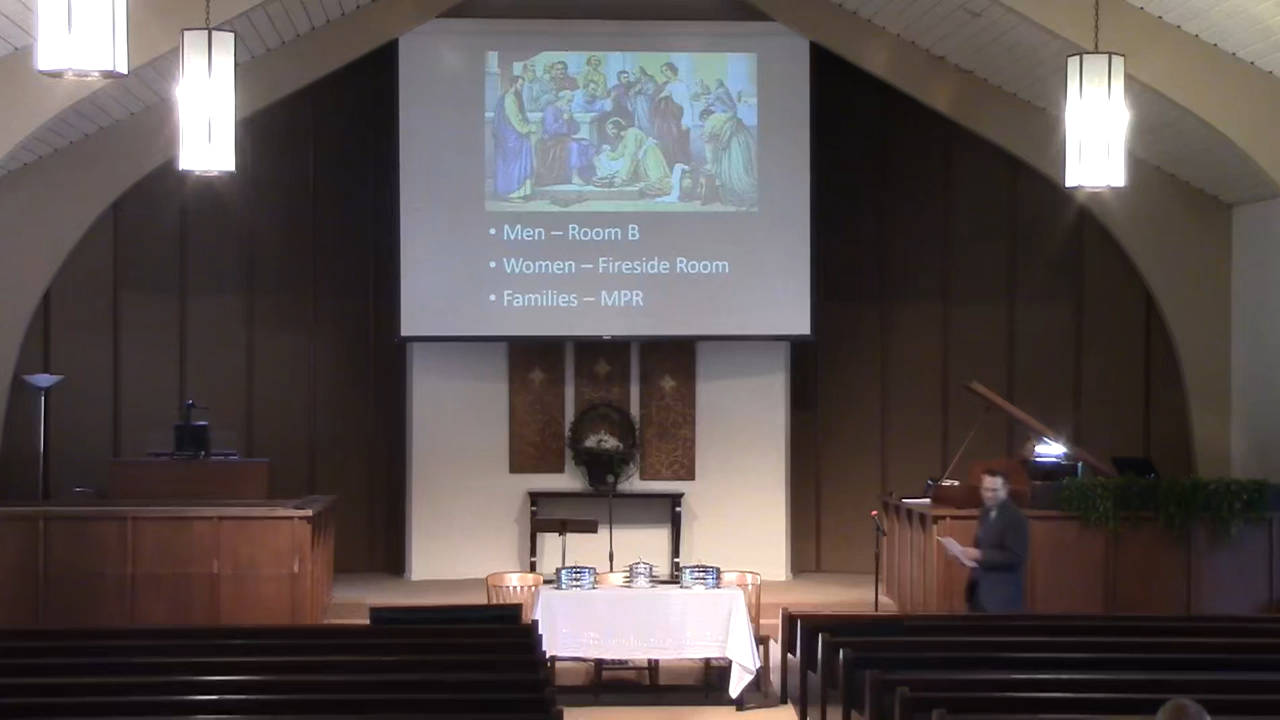 • Men – Room B
• Women – Fireside Room
• Families – MPR